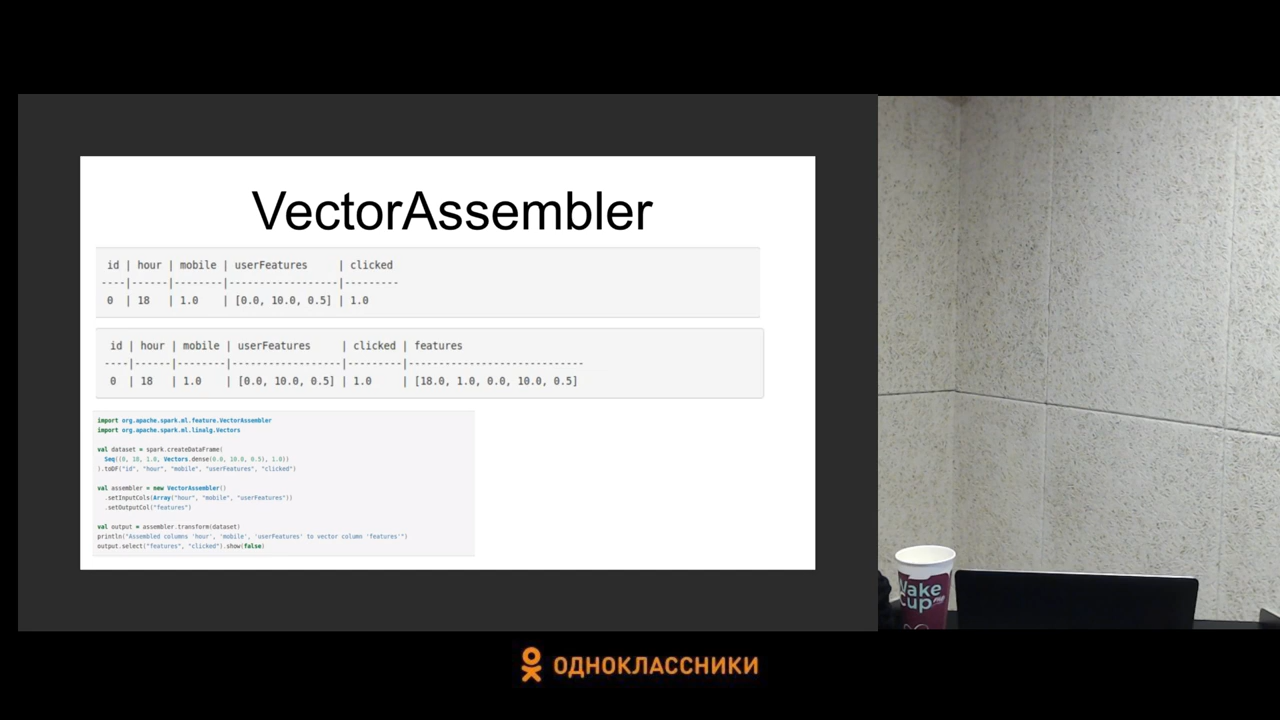 VectorAssembler
id | hour | mobile | userFeatures | clicked
----|------|--------|------------------|---------
0 | 18 | 1.0 | [0.0, 10.0, 0.5] | 1.0
id | hour | mobile | userFeatures | clicked | features
----|------|--------|------------------|---------|-----------------------------
0 | 18 | 1.0 | [0.0, 10.0, 0.5] | 1.0 | [18.0, 1.0, 0.0, 10.0, 0.5]
import org.apache.spark.ml.feature.VectorAssembler
import org.apache.spark.ml.linalg.Vectors
val dataset = spark.createDataFrame(
Seq((0, 18, 1.0, Vectors.dense(0.0, 10.0, 0.5), 1.0))
).toDF("id", "hour", "mobile", "userFeatures", "clicked")
val assembler = new VectorAssembler()
.setInputCols(Array("hour", "mobile", "userFeatures"))
.setOutputCol("features")
val output = assembler.transform(dataset)
println("Assembled columns 'hour', 'mobile', 'userFeatures' to vector column 'features'")
output.select("features", "clicked").show(false)
Wake
Cup
ОДНОКЛАССНИКИ